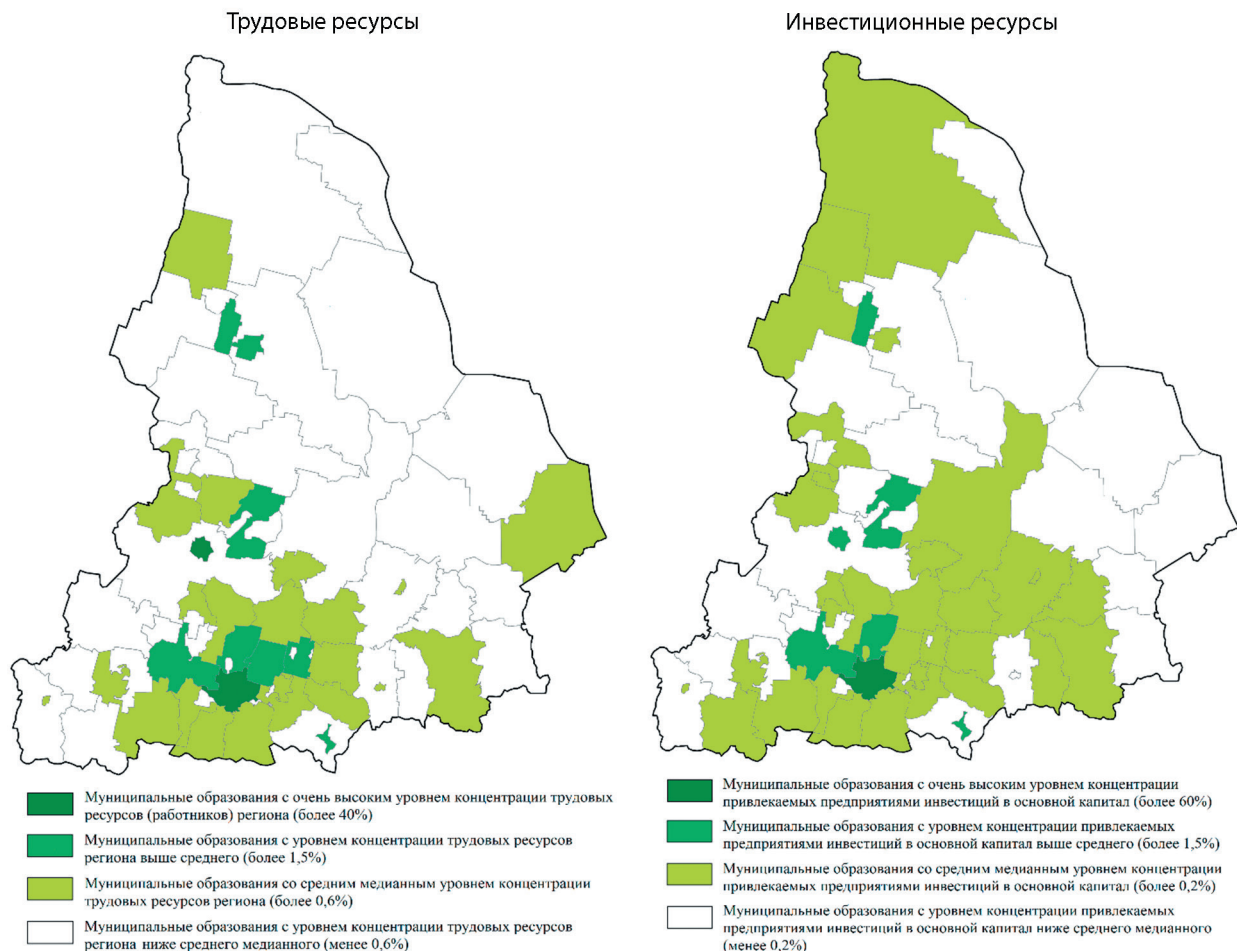 Трудовые ресурсы
Муниципальные образования с очень высоким уровнем концентрации трудовых
ресурсов (работников) региона (более 40%)
Муниципальные образования с уровнем концентрации трудовых ресурсов
региона выше среднего (более 1,5%)
Муниципальные образования со средним медианным уровнем концентрации
трудовых ресурсов региона (более 0,6%)
Муниципальные образования с уровнем концентрации трудовых ресурсов
региона ниже среднего медианного (менее 0,6%)
Инвестиционные ресурсы
Муниципальные образования с очень высоким уровнем концентрации
привлекаемых предприятиями инвестиций в основной капитал (более 60%)
Муниципальные образования с уровнем концентрации привлекаемых
предприятиями инвестиций в основной капитал выше среднего (более 1,5%)
Муниципальные образования со средним медианным уровнем концентрации
привлекаемых предприятиями инвестиций в основной капитал (более 0,2%)
Муниципальные образования с уровнем концентрации привлекаемых
предприятиями инвестиций в основной капитал ниже среднего медианного
(менее 0,2%)